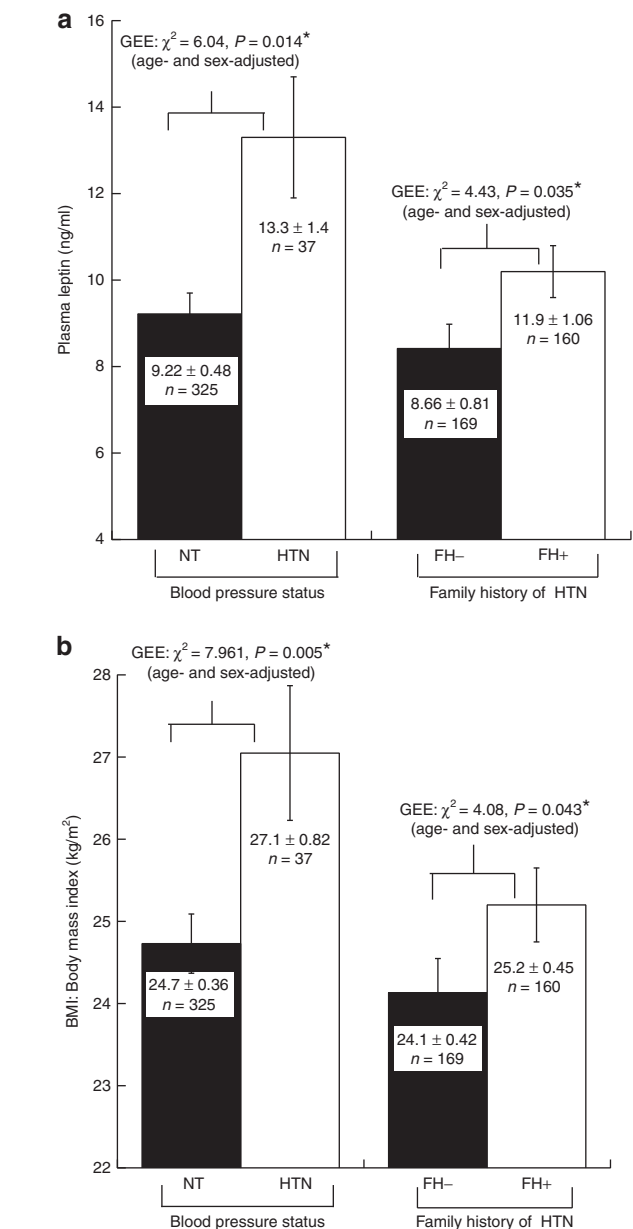 a
16
GEE: χ² = 6.04, P = 0.014*
(age- and sex-adjusted)
14
12
GEE: χ² = 4.43, P = 0.035*
(age- and sex-adjusted)
13.3 ± 1.4
n = 37
Plasma leptin (ng/ml)
10
11.9 ± 1.06
n = 160
8
9.22 ± 0.48
n = 325
8.66 ± 0.81
n = 169
6
4
NT
HTN
FH−
FH+
Blood pressure status
Family history of HTN
b
GEE: χ² = 7.961, P = 0.005*
(age- and sex-adjusted)
28
27
GEE: χ² = 4.08, P = 0.043*
(age- and sex-adjusted)
26
27.1 ± 0.82
n = 37
BMI: Body mass index (kg/m²)
25
25.2 ± 0.45
n = 160
24.7 ± 0.36
n = 325
24
24.1 ± 0.42
n = 169
23
22
NT
HTN
FH−
FH+
Blood pressure status
Family history of HTN